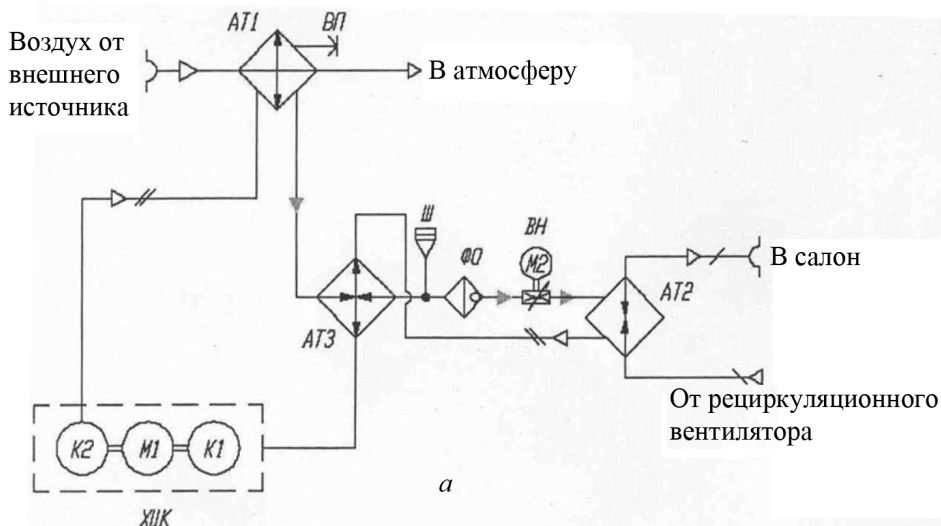 АТ1
ВП
Воздух от
внешнего
источника
В атмосферу
Ш
ФО
ВН
М2
В салон
АТ2
АТ3
От рециркуляционного
вентилятора
К2
М1
К1
а
ХЦК